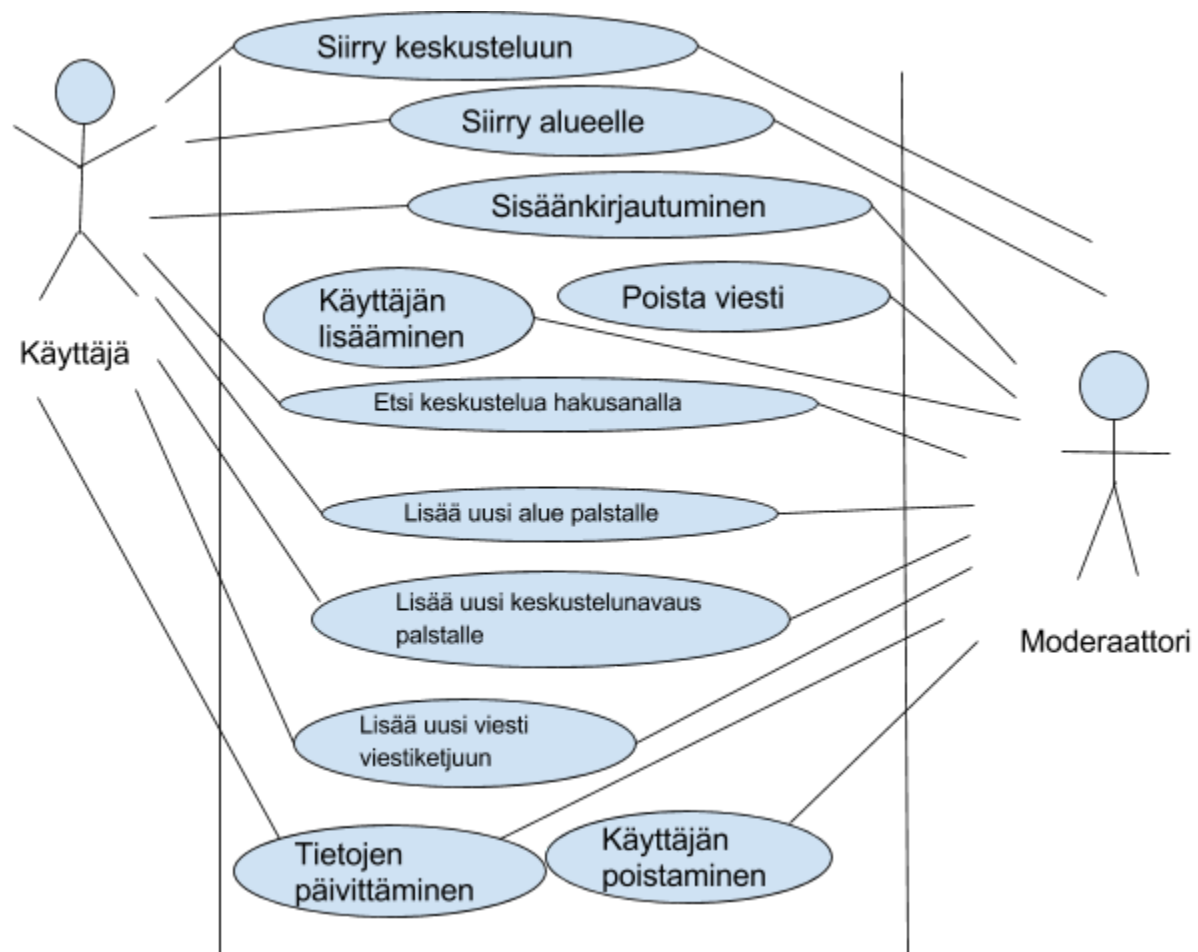 Siirry keskusteluun
Siirry alueelle
Sisäänkirjautuminen
Käyttäjän
lisääminen
Poista viesti
Käyttäjä
Etsi keskustelua hakusanalla
Lisää uusi alue palstalle
Lisää uusi keskustelunavaus
palstalle
Moderaattori
Lisää uusi viesti
viestiketjuun
Tietojen
päivittäminen
Käyttäjän
poistaminen